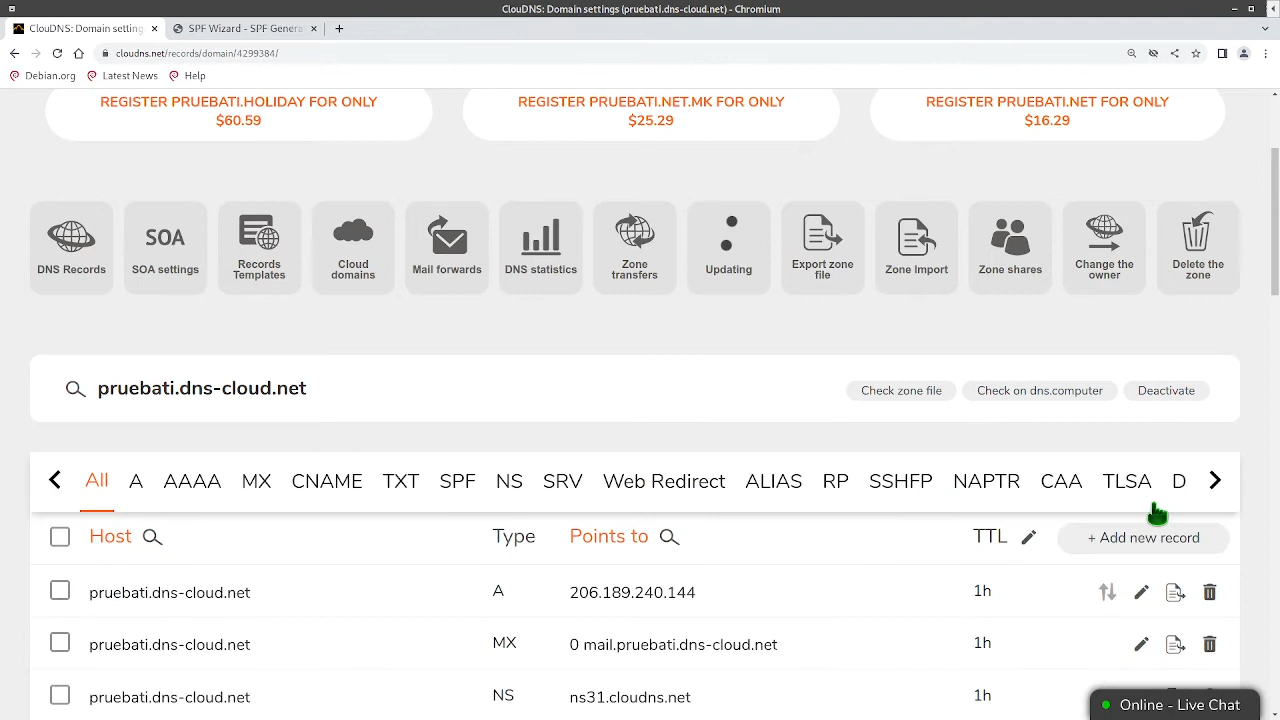 ClouDNS: Domain settings (pruebati.dns-cloud.net) - Chromium
ClouDNS: Domain setting
SPF Wizard - SPF Genera
cloudns.net/records/domain/4299384/
Debian.org Latest News Help
REGISTER PRUEBATI.HOLIDAY FOR ONLY
$60.59
REGISTER PRUEBATI.NET.MK FOR ONLY
$25.29
REGISTER PRUEBATI.NET FOR ONLY
$16.29
DNS Records
SOA
SOA settings
Records
Templates
Cloud
domains
Mail forwards
DNS statistics
Zone
transfers
Updating
Export zone
file
Zone Import
Zone shares
Change the
owner
Delete the
zone
pruebati.dns-cloud.net
Check zone file
Check on dns.computer
Deactivate
All A AAAA MX CNAME TXT SPF NS SRV Web Redirect ALIAS RP SSHFP NAPTR CAA TLSA D
Host Type Points to TTL + Add new record
pruebati.dns-cloud.net A 206.189.240.144 1h
pruebati.dns-cloud.net MX 0 mail.pruebati.dns-cloud.net 1h
pruebati.dns-cloud.net NS ns31.cloudns.net 1h
Online - Live Chat